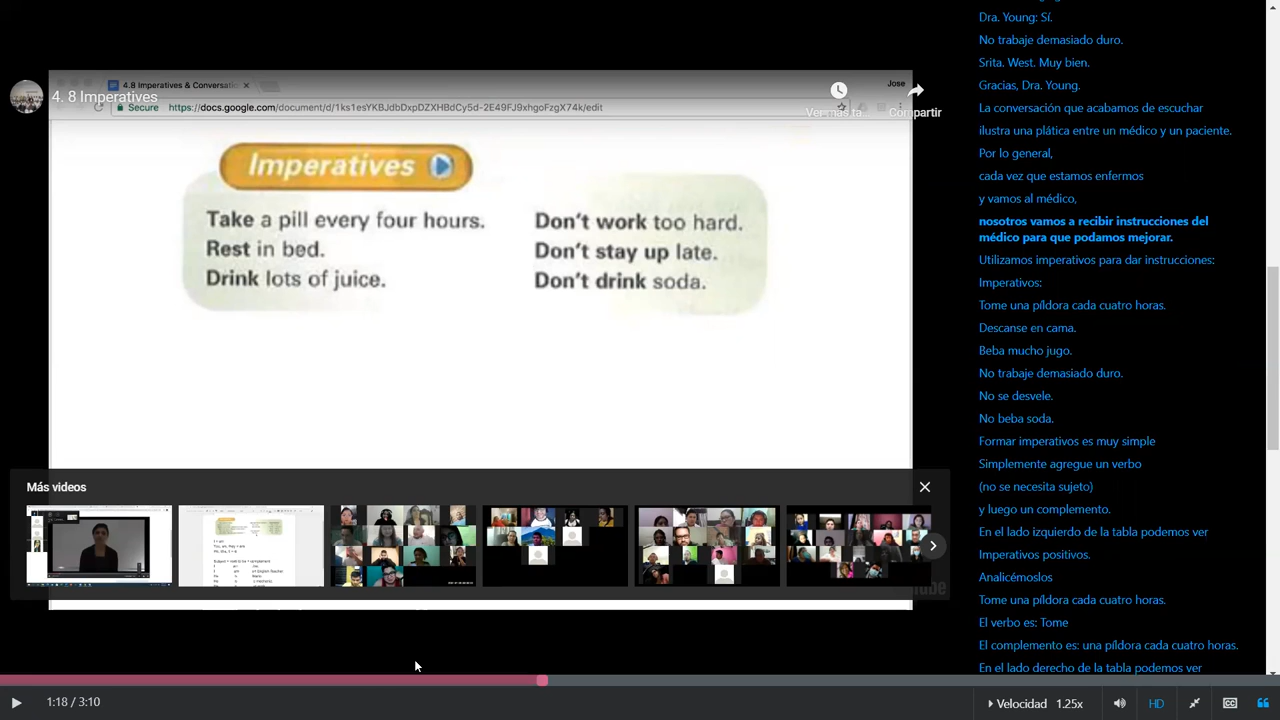 4.8 Imperatives & Conversatio
Jose
4. 8 Imperatives
Secure
https://docs.google.com/document/d/1ks1esYKBJdbDxpDZXHBdCy5d-2E49FJ9xhgoFzgX74k/edit
Ver más ta...
Compartir
Imperatives
Take a pill every four hours.
Rest in bed.
Drink lots of juice.
Don't work too hard.
Don't stay up late.
Don't drink soda.
Más videos
1:18 / 3:10
Dra. Young: Sí.
No trabaje demasiado duro.
Srita. West. Muy bien.
Gracias, Dra. Young.
La conversación que acabamos de escuchar
ilustra una plática entre un médico y un paciente.
Por lo general,
cada vez que estamos enfermos
y vamos al médico,
nosotros vamos a recibir instrucciones del
médico para que podamos mejorar.
Utilizamos imperativos para dar instrucciones:
Imperativos:
Tome una píldora cada cuatro horas.
Descanse en cama.
Beba mucho jugo.
No trabaje demasiado duro.
No se desvele.
No beba soda.
Formar imperativos es muy simple
Simplemente agregue un verbo
(no se necesita sujeto)
y luego un complemento.
En el lado izquierdo de la tabla podemos ver
Imperativos positivos.
Analicémoslos
Tome una píldora cada cuatro horas.
El verbo es: Tome
El complemento es: una píldora cada cuatro horas.
En el lado derecho de la tabla podemos ver
Velocidad 1.25x
HD